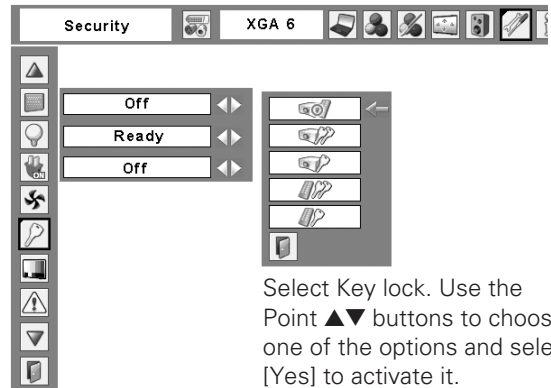 Security
XGA 6
Off
Ready
ON
Off
Select Key lock. Use the
Point ▲▼ buttons to choos
one of the options and sele
[Yes] to activate it.